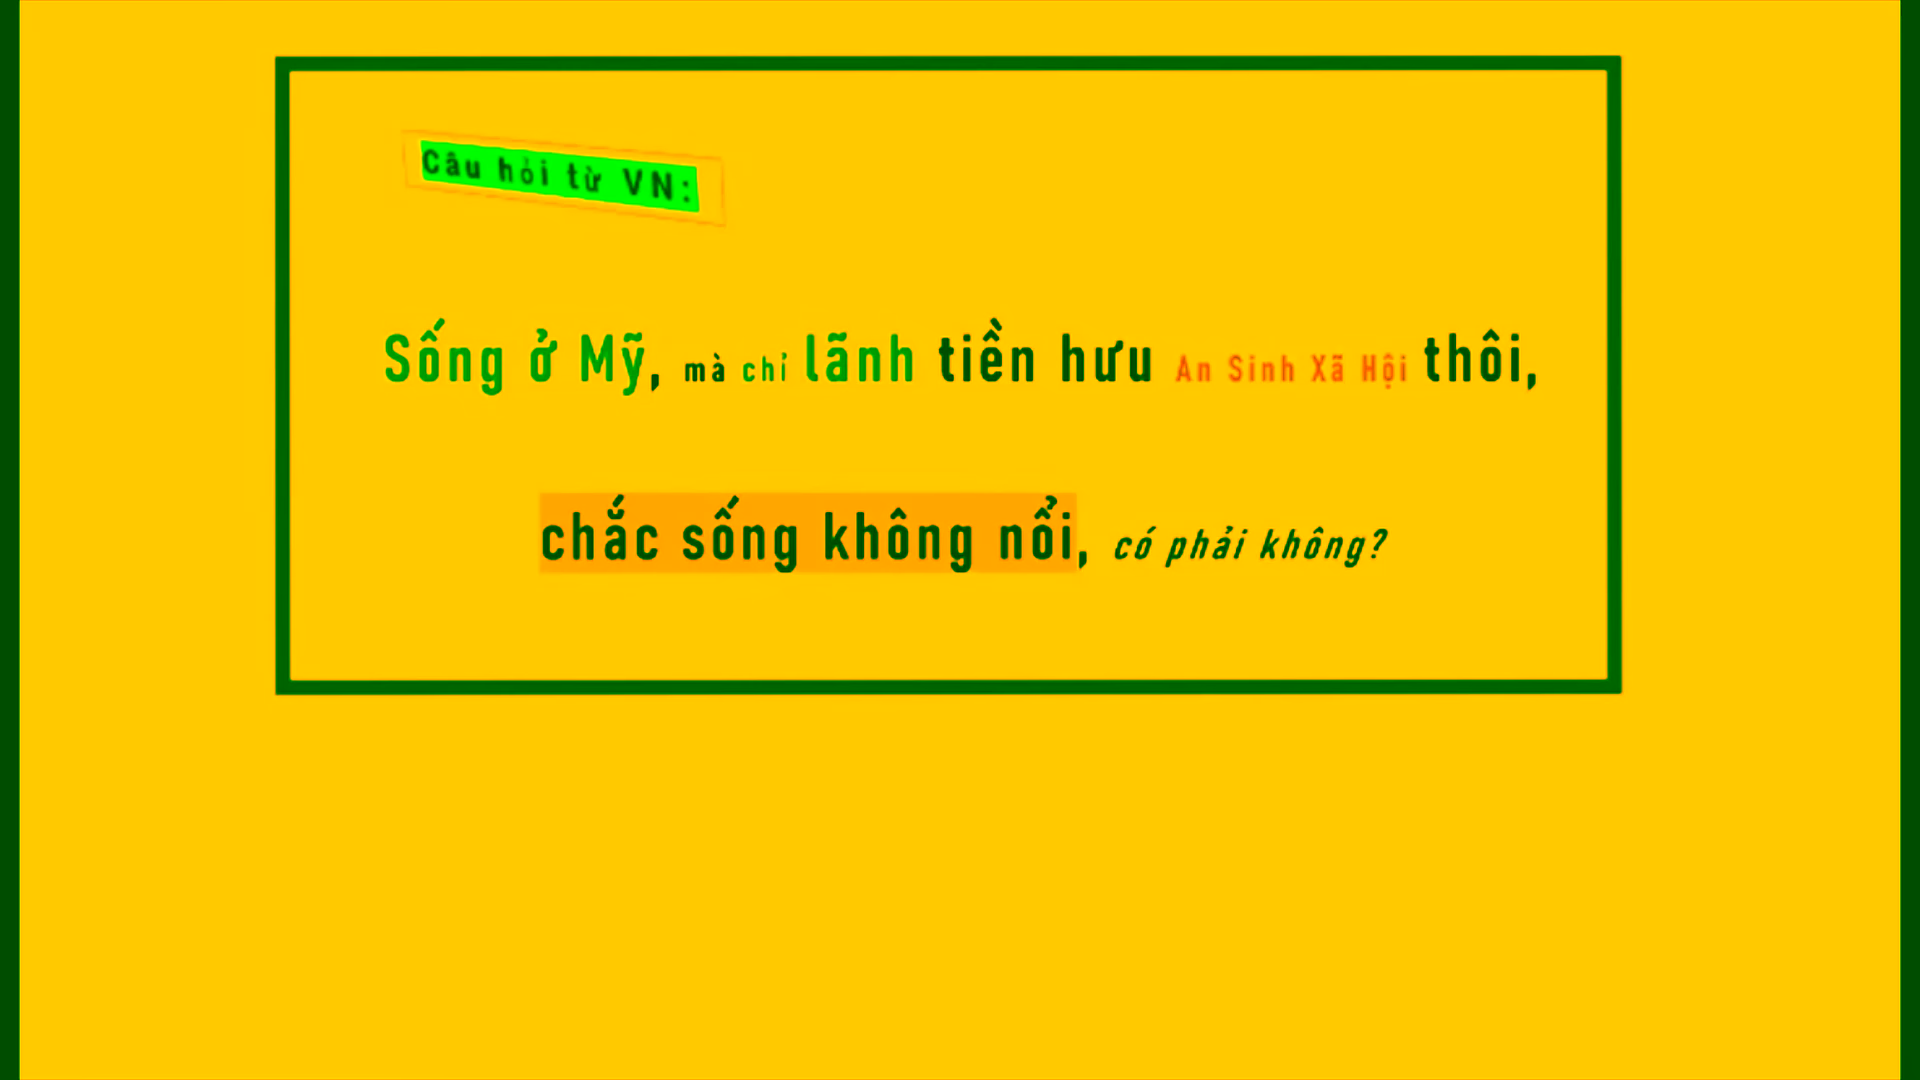 Câu hỏi từ VN:
Sống ở Mỹ, mà chỉ lãnh tiền hưu An Sinh Xã Hội thôi,
chắc sống không nổi, có phải không?